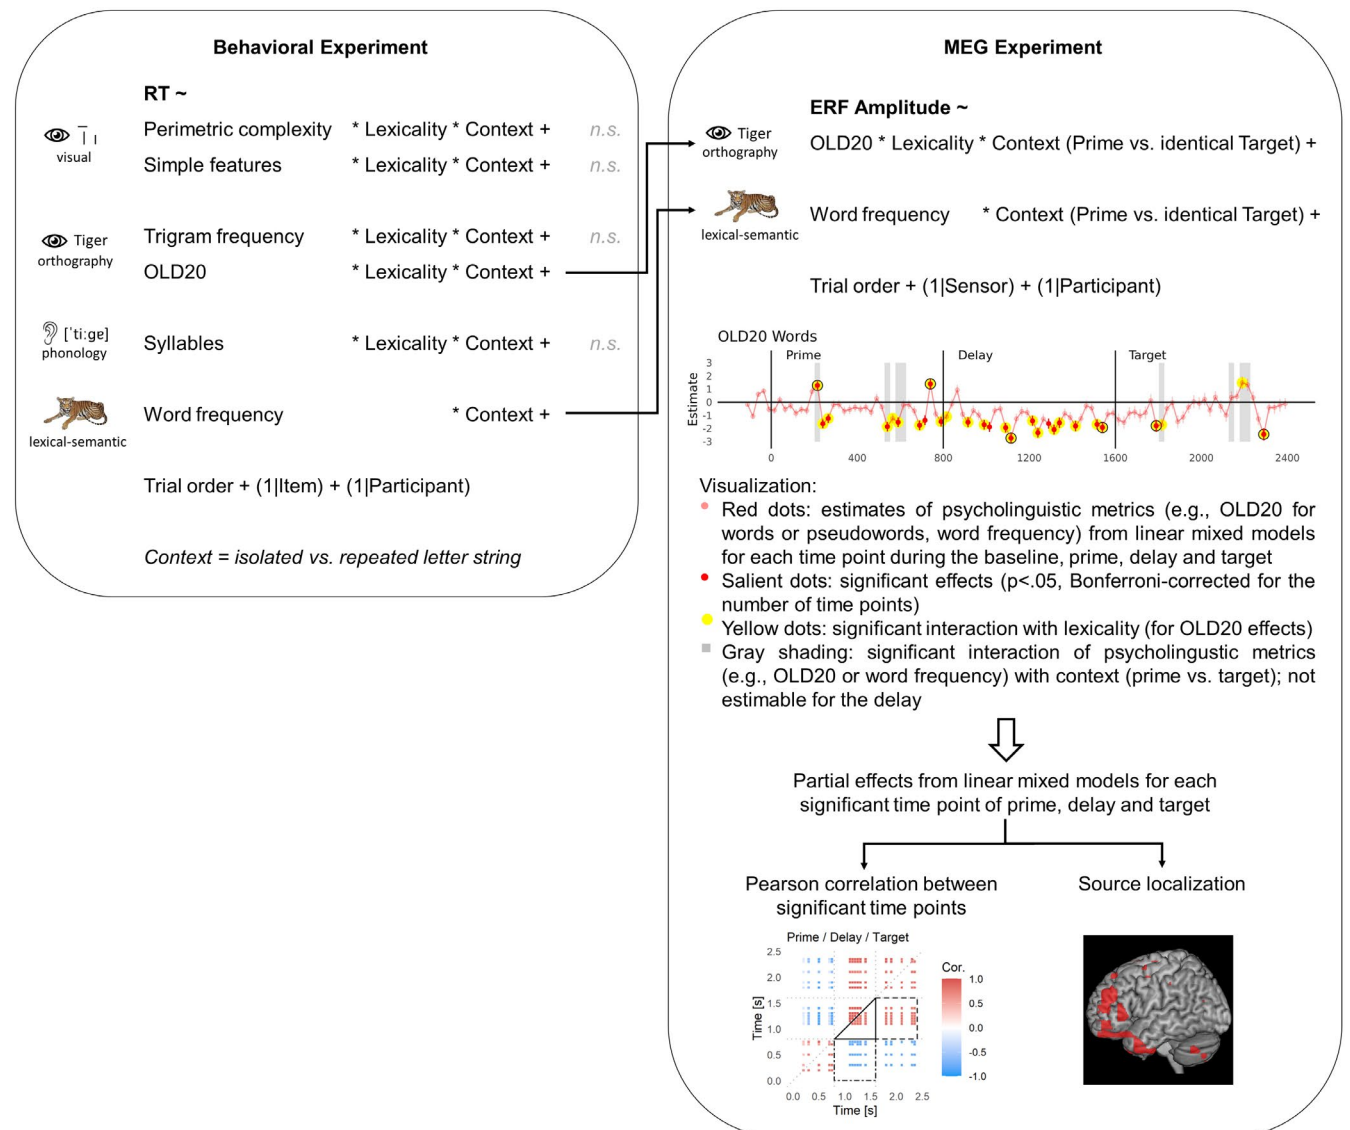 Behavioral Experiment
RT ~
visual
Perimetric complexity * Lexicality * Context + n.s.
Simple features * Lexicality * Context + n.s.
Tiger
orthography
Trigram frequency * Lexicality * Context + n.s.
OLD20 * Lexicality * Context +
[ˈtiːgɐ]
phonology
Syllables * Lexicality * Context + n.s.
lexical-semantic
Word frequency * Context +
Trial order + (1|Item) + (1|Participant)
Context = isolated vs. repeated letter string
MEG Experiment
ERF Amplitude ~
Tiger
orthography
OLD20 * Lexicality * Context (Prime vs. identical Target) +
lexical-semantic
Word frequency * Context (Prime vs. identical Target) +
Trial order + (1|Sensor) + (1|Participant)
OLD20 Words
Prime Delay Target
Estimate
3
2
1
0
-1
-2
-3
0 400 800 1200 1600 2000 2400
Visualization:
Red dots: estimates of psycholinguistic metrics (e.g., OLD20 for
words or pseudowords, word frequency) from linear mixed models
for each time point during the baseline, prime, delay and target
Salient dots: significant effects (p<.05, Bonferroni-corrected for the
number of time points)
Yellow dots: significant interaction with lexicality (for OLD20 effects)
Gray shading: significant interaction of psycholingustic metrics
(e.g., OLD20 or word frequency) with context (prime vs. target); not
estimable for the delay
Partial effects from linear mixed models for each
significant time point of prime, delay and target
Pearson correlation between
significant time points
Prime / Delay / Target
Time [s]
2.5
2.0
1.5
1.0
0.5
0.0
0.0 0.5 1.0 1.5 2.0 2.5
Time [s]
Cor.
1.0
0.5
0.0
-0.5
-1.0
Source localization